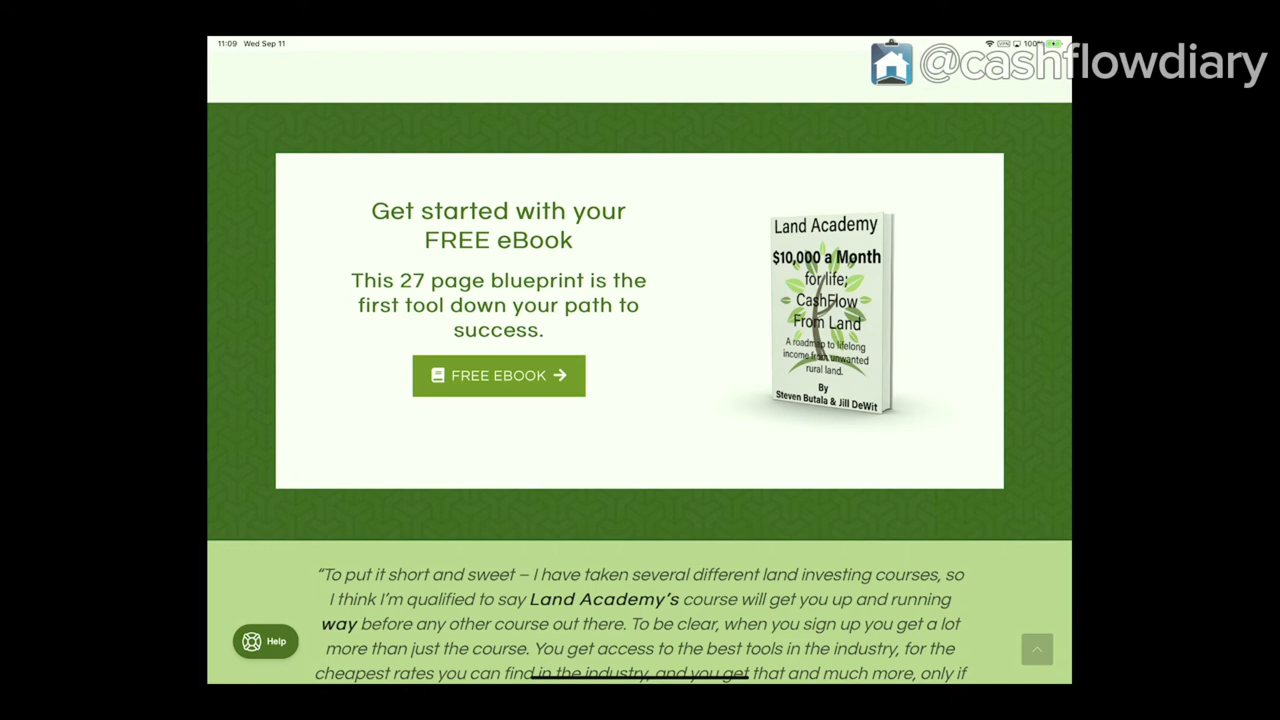 11:09 Wed Sep 11
VPN 100%
@cashflowdiary
Get started with your
FREE eBook
This 27 page blueprint is the
first tool down your path to
success.
FREE EBOOK
Land Academy
$10,000 a Month
for life;
CashFlow
From Land
A roadmap to lifelong
income from unwanted
rural land.
By
Steven Butala & Jill DeWit
“To put it short and sweet – I have taken several different land investing courses, so
I think I’m qualified to say Land Academy’s course will get you up and running
way before any other course out there. To be clear, when you sign up you get a lot
more than just the course. You get access to the best tools in the industry, for the
cheapest rates you can find in the industry, and you get that and much more, only if
Help